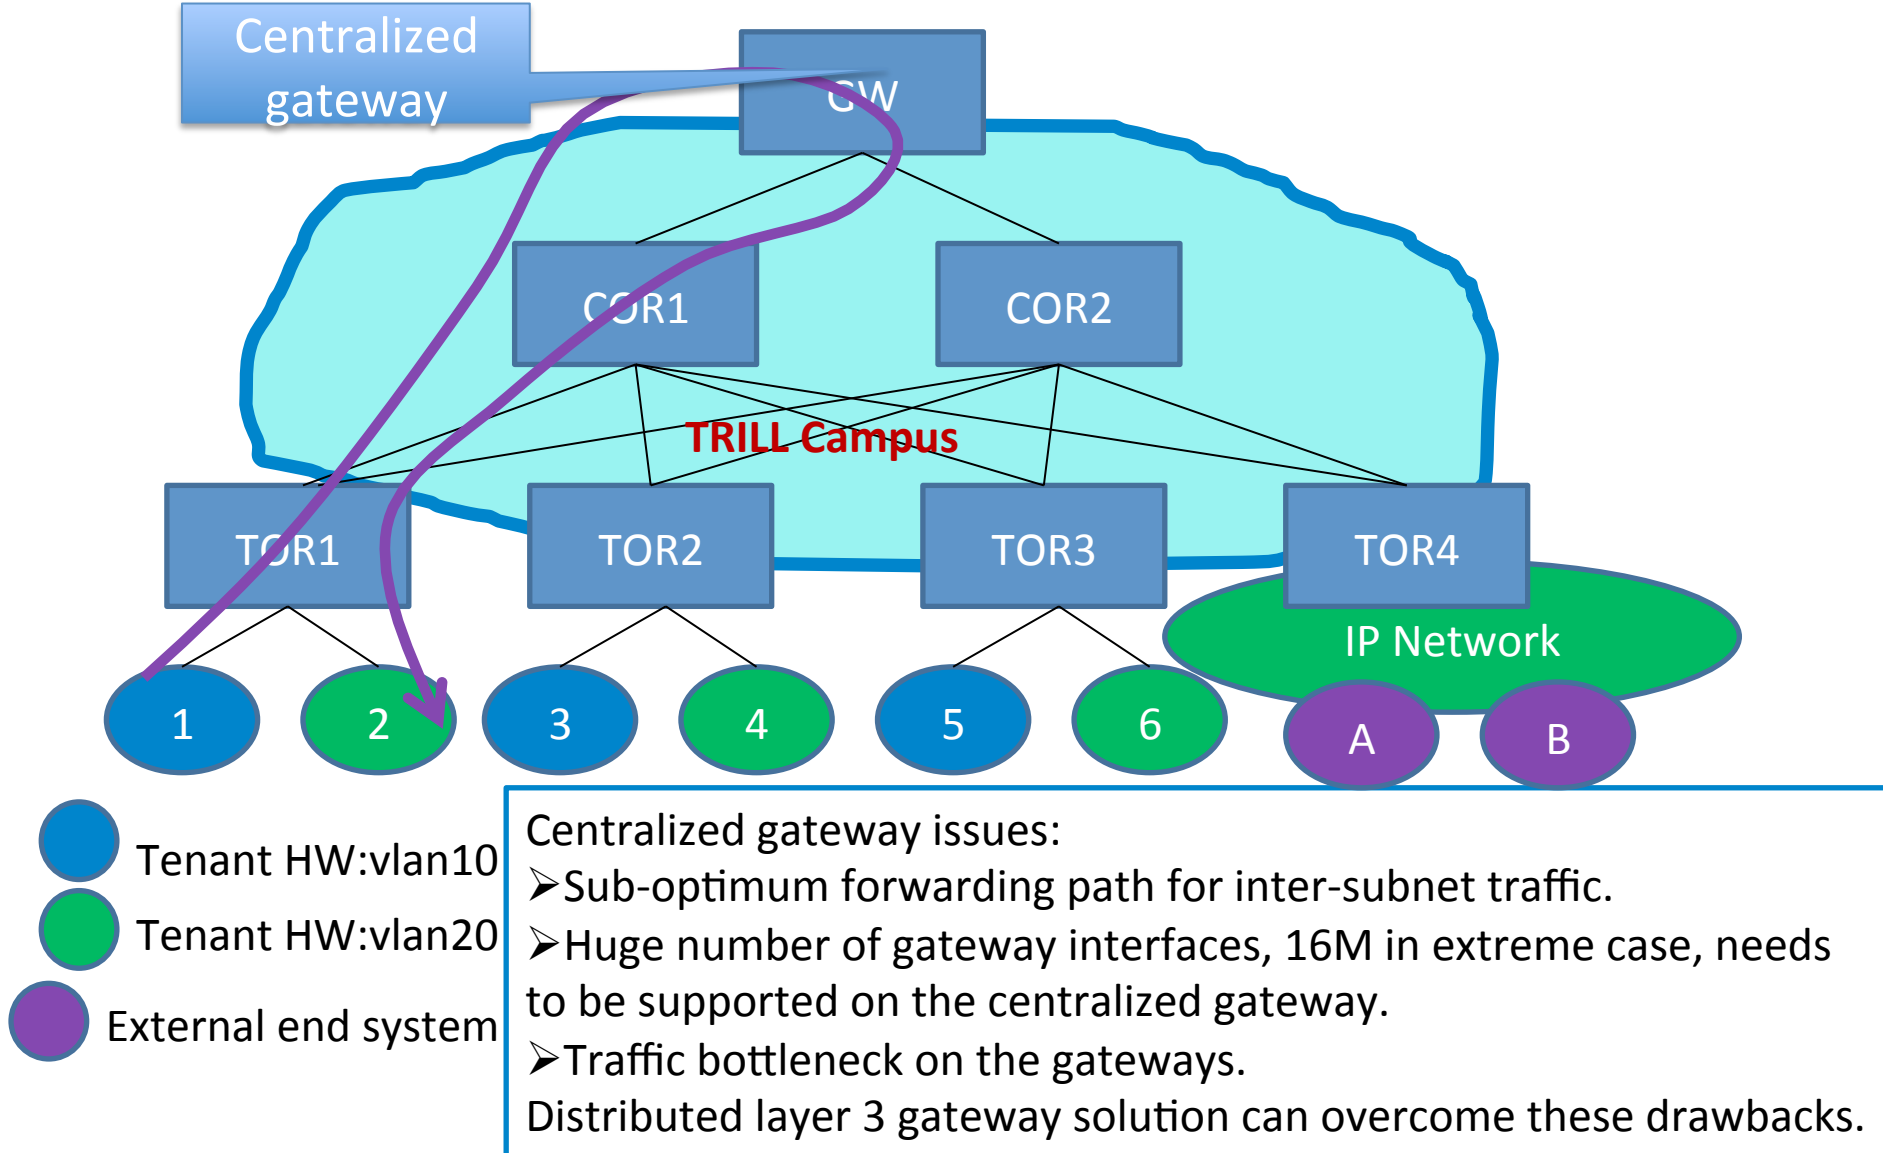 Centralized
gateway
GW
COR1
COR2
TRILL Campus
TOR1
TOR2
TOR3
TOR4
IP Network
1
2
3
4
5
6
A
B
Tenant HW:vlan10
Tenant HW:vlan20
External end system
Centralized gateway issues:
➢Sub-optimum forwarding path for inter-subnet traffic.
➢Huge number of gateway interfaces, 16M in extreme case, needs
to be supported on the centralized gateway.
➢Traffic bottleneck on the gateways.
Distributed layer 3 gateway solution can overcome these drawbacks.